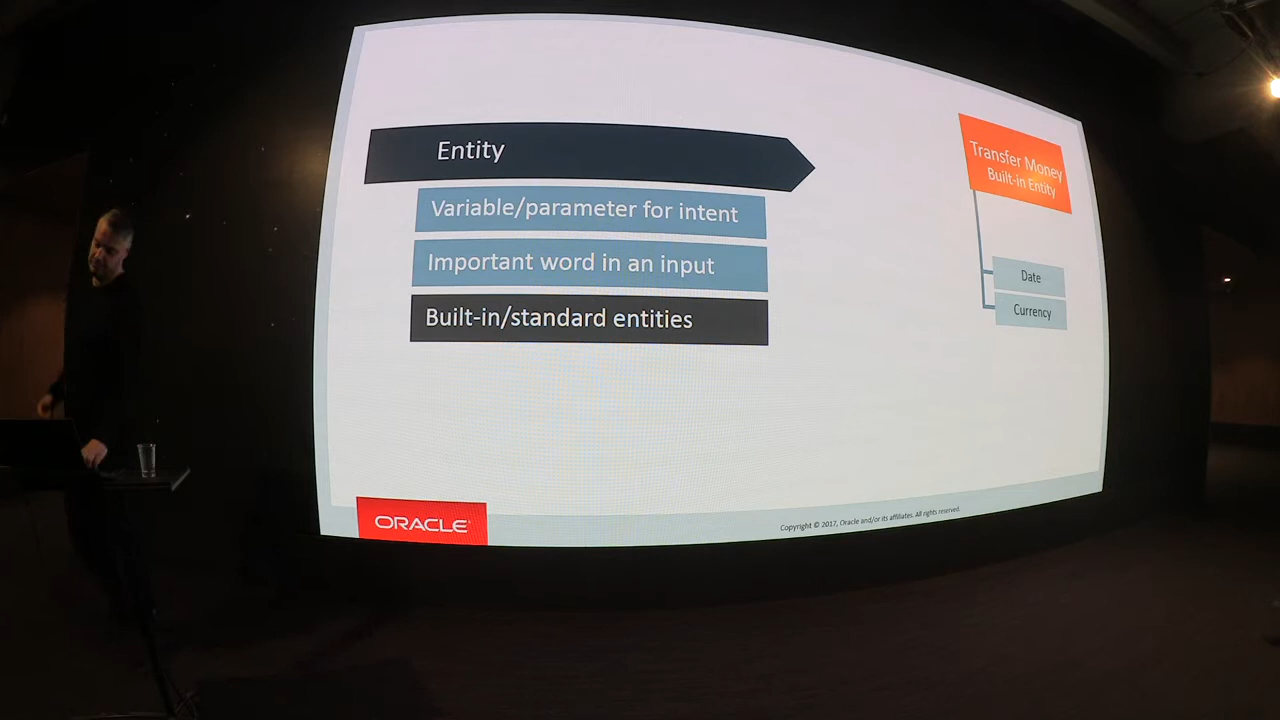 Entity
Variable/parameter for intent
Important word in an input
Built-in/standard entities
Transfer Money
Built-in Entity
Date
Currency
ORACLE
Copyright © 2017, Oracle and/or its affiliates. All rights reserved.